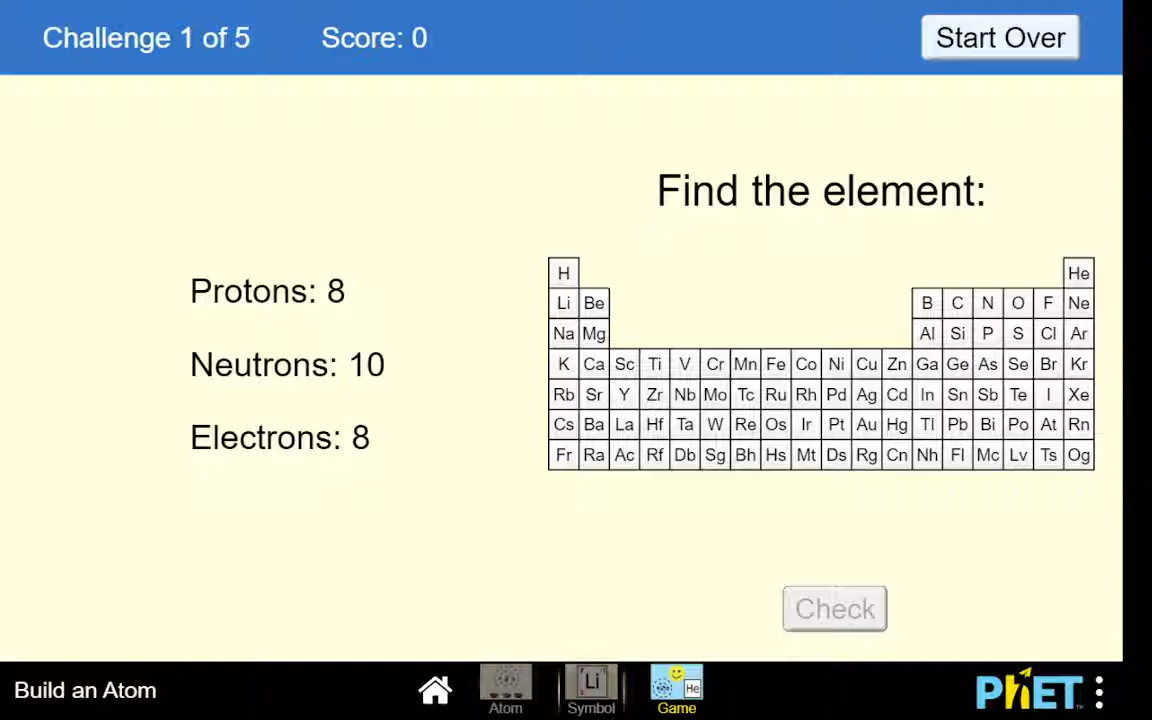 Challenge 1 of 5 Score: 0 Start Over
Find the element:
Protons: 8
Neutrons: 10
Electrons: 8
H He
Li Be B C N O F Ne
Na Mg Al Si P S Cl Ar
K Ca Sc Ti V Cr Mn Fe Co Ni Cu Zn Ga Ge As Se Br Kr
Rb Sr Y Zr Nb Mo Tc Ru Rh Pd Ag Cd In Sn Sb Te I Xe
Cs Ba La Hf Ta W Re Os Ir Pt Au Hg Tl Pb Bi Po At Rn
Fr Ra Ac Rf Db Sg Bh Hs Mt Ds Rg Cn Nh Fl Mc Lv Ts Og
Check
Build an Atom
Atom
Li
Symbol
He
Game
PhET